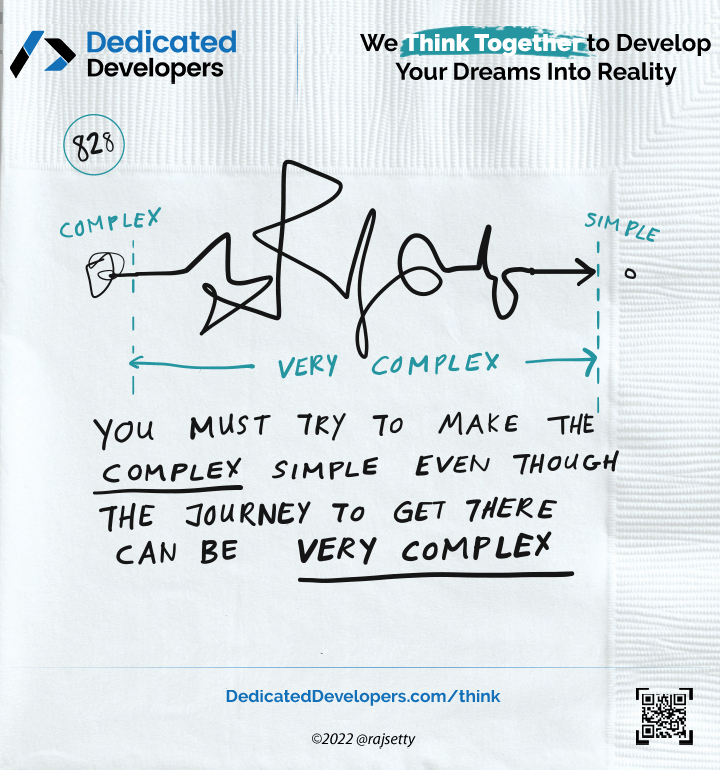 Dedicated
Developers
We Think Together to Develop
Your Dreams Into Reality
828
COMPLEX
SIMPLE
VERY COMPLEX
YOU MUST TRY TO MAKE THE
COMPLEX SIMPLE EVEN THOUGH
THE JOURNEY TO GET THERE
CAN BE VERY COMPLEX
DedicatedDevelopers.com/think
©2022 @rajsetty